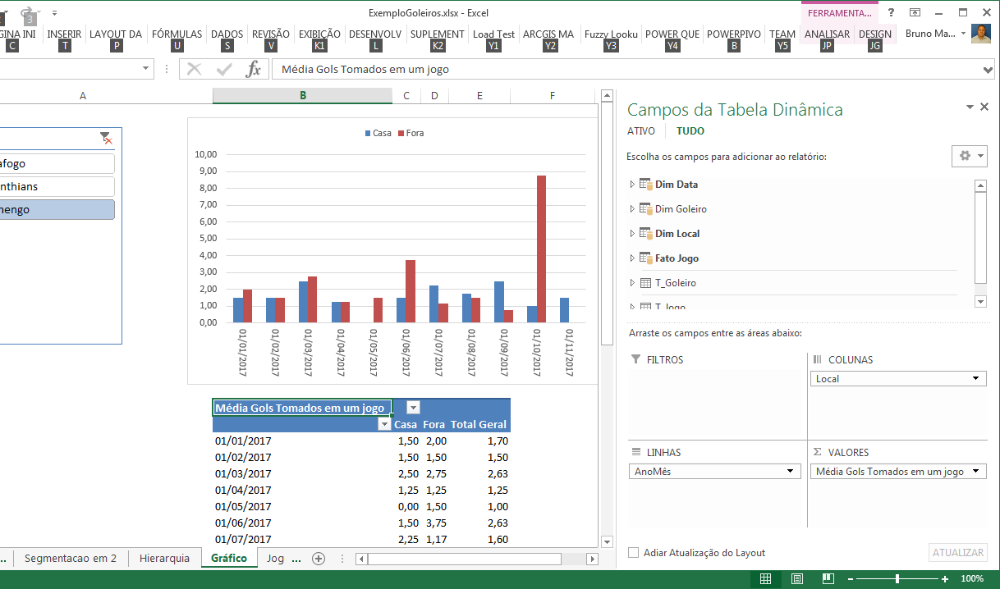 3
ExemploGoleiros.xlsx - Excel
FERRAMENTA...
?
GINA INI INSERIR LAYOUT DA FÓRMULAS DADOS REVISÃO EXIBIÇÃO DESENVOLV SUPLEMENT Load Test ARCGIS MA Fuzzy Looku POWER QUE POWERPIVO TEAM ANALISAR DESIGN Bruno Ma...
C T P U S V K1 L K2 Y1 Y2 Y3 Y4 B Y5 JP JG
fx Média Gols Tomados em um jogo
A B C D E F
afogo
nthians
nengo
Casa Fora
10,00
9,00
8,00
7,00
6,00
5,00
4,00
3,00
2,00
1,00
0,00
01/01/2017 01/02/2017 01/03/2017 01/04/2017 01/05/2017 01/06/2017 01/07/2017 01/08/2017 01/09/2017 01/10/2017 01/11/2017
Média Gols Tomados em um jogo
Casa Fora Total Geral
01/01/2017 1,50 2,00 1,70
01/02/2017 1,50 1,50 1,50
01/03/2017 2,50 2,75 2,63
01/04/2017 1,25 1,25 1,25
01/05/2017 0,00 1,50 1,00
01/06/2017 1,50 3,75 2,63
01/07/2017 2,25 1,17 1,60
Campos da Tabela Dinâmica
ATIVO TUDO
Escolha os campos para adicionar ao relatório:
Dim Data
Dim Goleiro
Dim Local
Fato Jogo
T_Goleiro
T_Jogo
Arraste os campos entre as áreas abaixo:
FILTROS
COLUNAS
Local
LINHAS
AnoMês
VALORES
Média Gols Tomados em um jogo
Adiar Atualização do Layout
ATUALIZAR
... Segmentacao em 2 Hierarquia Gráfico Jog ...
100%